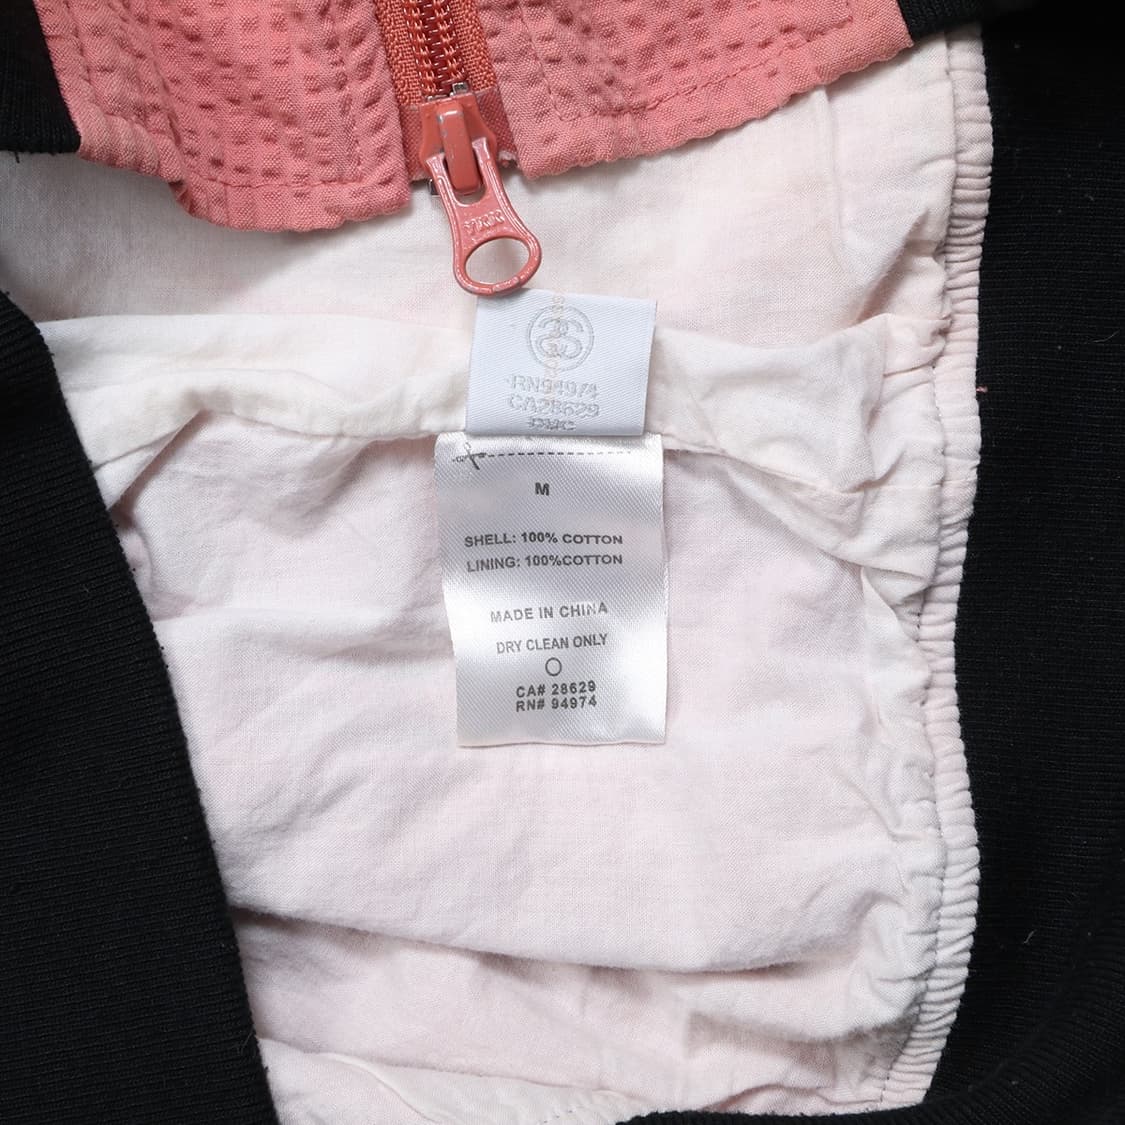 RN94974
CA28629
M
SHELL: 100% COTTON
LINING: 100%COTTON
MADE IN CHINA
DRY CLEAN ONLY
CA# 28629
RN# 94974